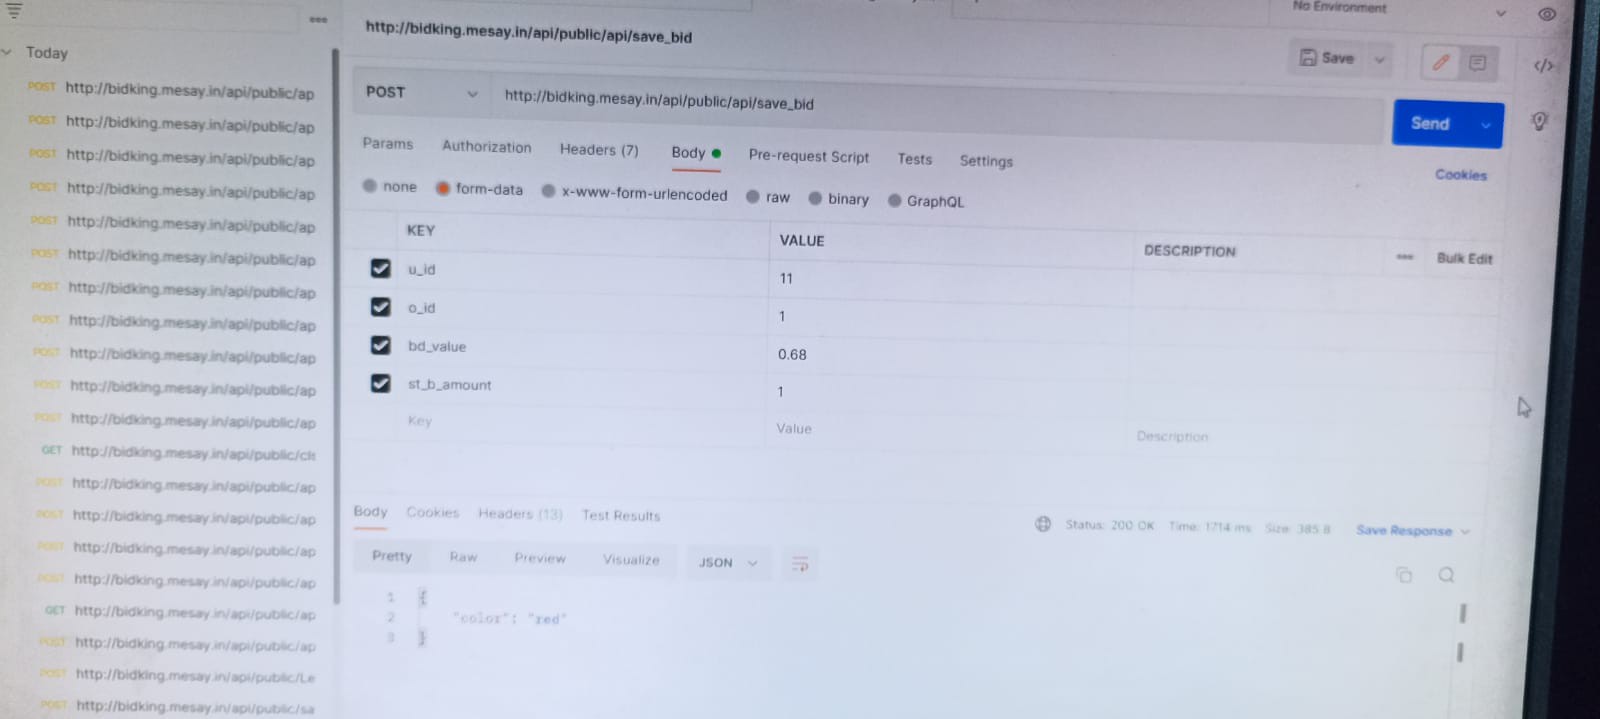 No Environment
http://bidking.mesay.in/api/public/api/save_bid
Save
Today
POST http://bidking.mesay.in/api/public/ap
POST http://bidking.mesay.in/api/public/ap
POST http://bidking.mesay.in/api/public/ap
POST http://bidking.mesay.in/api/public/ap
POST http://bidking.mesay.in/api/public/ap
POST http://bidking.mesay.in/api/public/ap
POST http://bidking.mesay.in/api/public/ap
POST http://bidking.mesay.in/api/public/ap
POST http://bidking.mesay.in/api/public/ap
POST http://bidking.mesay.in/api/public/ap
POST http://bidking.mesay.in/api/public/ap
GET http://bidking.mesay.in/api/public/cle
POST http://bidking.mesay.in/api/public/ap
POST http://bidking.mesay.in/api/public/ap
POST http://bidking.mesay.in/api/public/ap
POST http://bidking.mesay.in/api/public/ap
GET http://bidking.mesay.in/api/public/ap
POST http://bidking.mesay.in/api/public/ap
POST http://bidking.mesay.in/api/public/Le
POST http://bidking.mesay.in/api/public/sa
POST http://bidking.mesay.in/api/public/api/save_bid
Send
Params Authorization Headers (7) Body Pre-request Script Tests Settings
Cookies
none form-data x-www-form-urlencoded raw binary GraphQL
KEY VALUE DESCRIPTION Bulk Edit
u_id 11
o_id 1
bd_value 0.68
st_b_amount 1
Key Value Description
Body Cookies Headers (13) Test Results
Status: 200 OK Time: 1714 ms Size: 385 B Save Response
Pretty Raw Preview Visualize JSON
1 {
2 "color": "red"
3 }